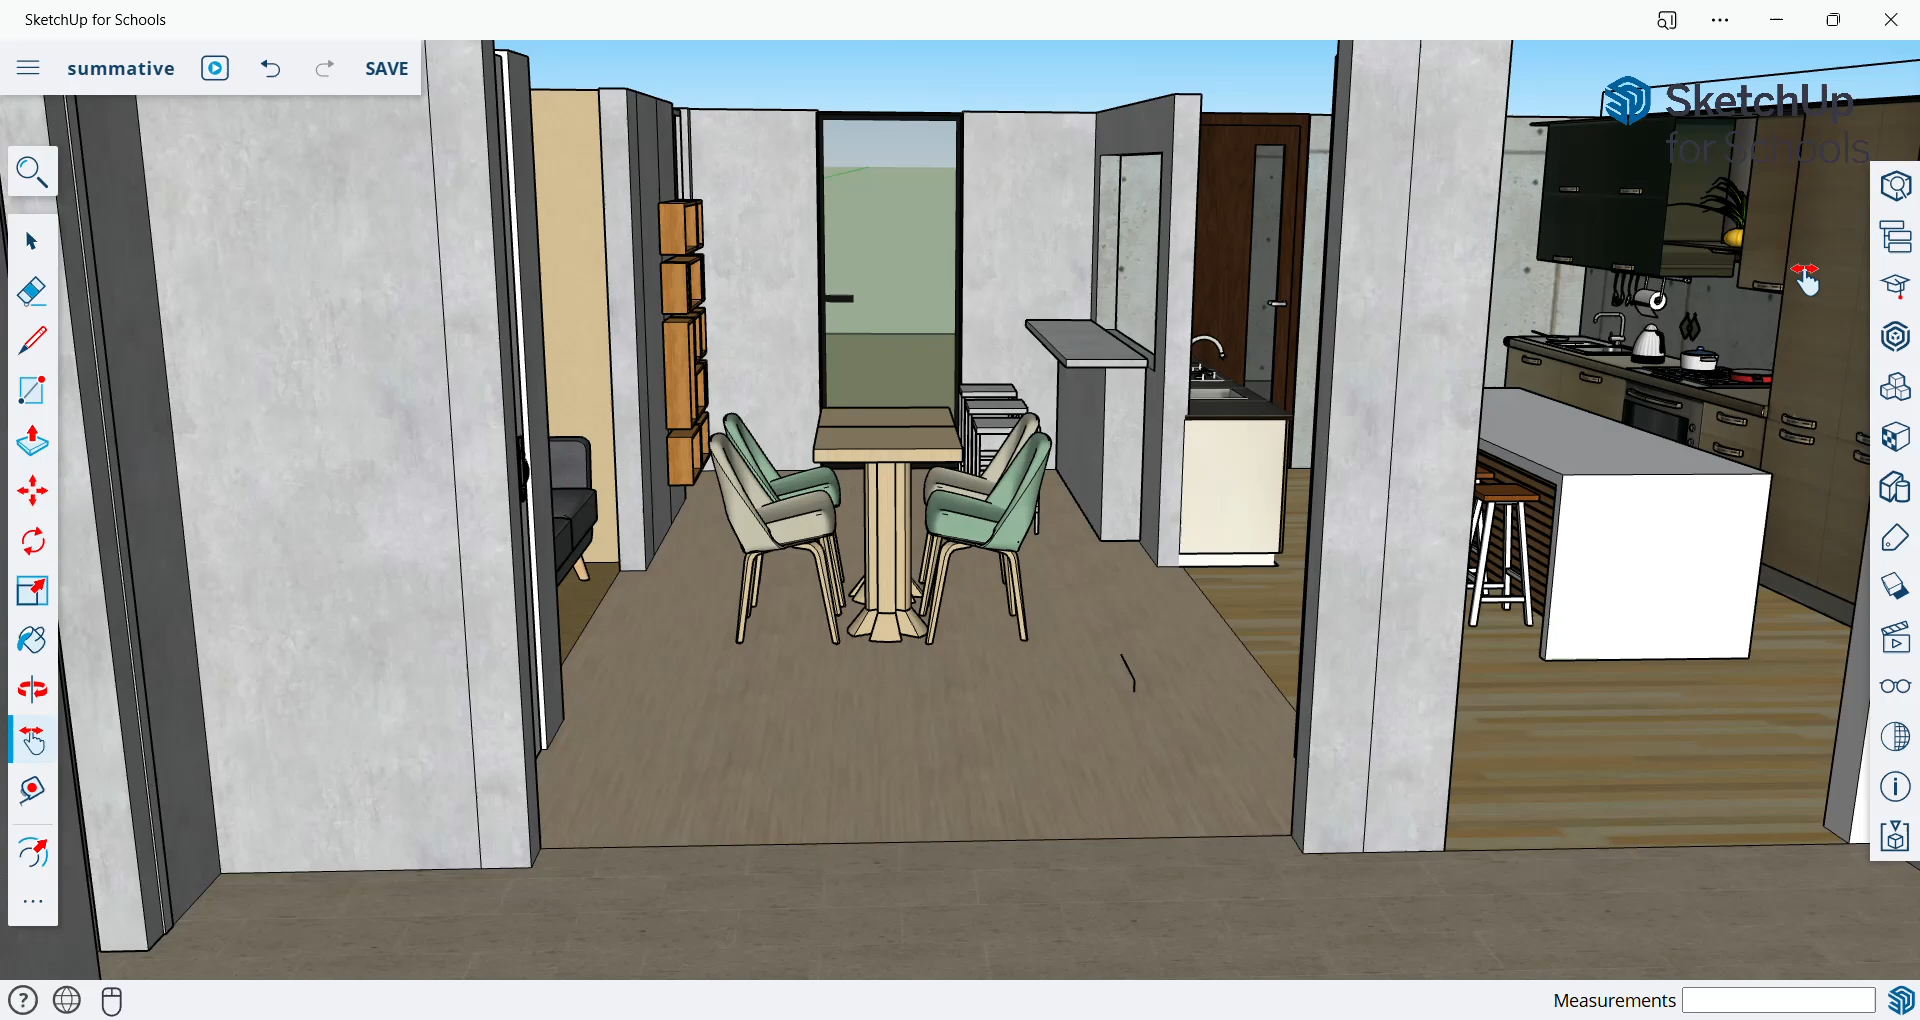 SketchUp for Schools
summative
SAVE
SketchUp
for Schools
Measurements